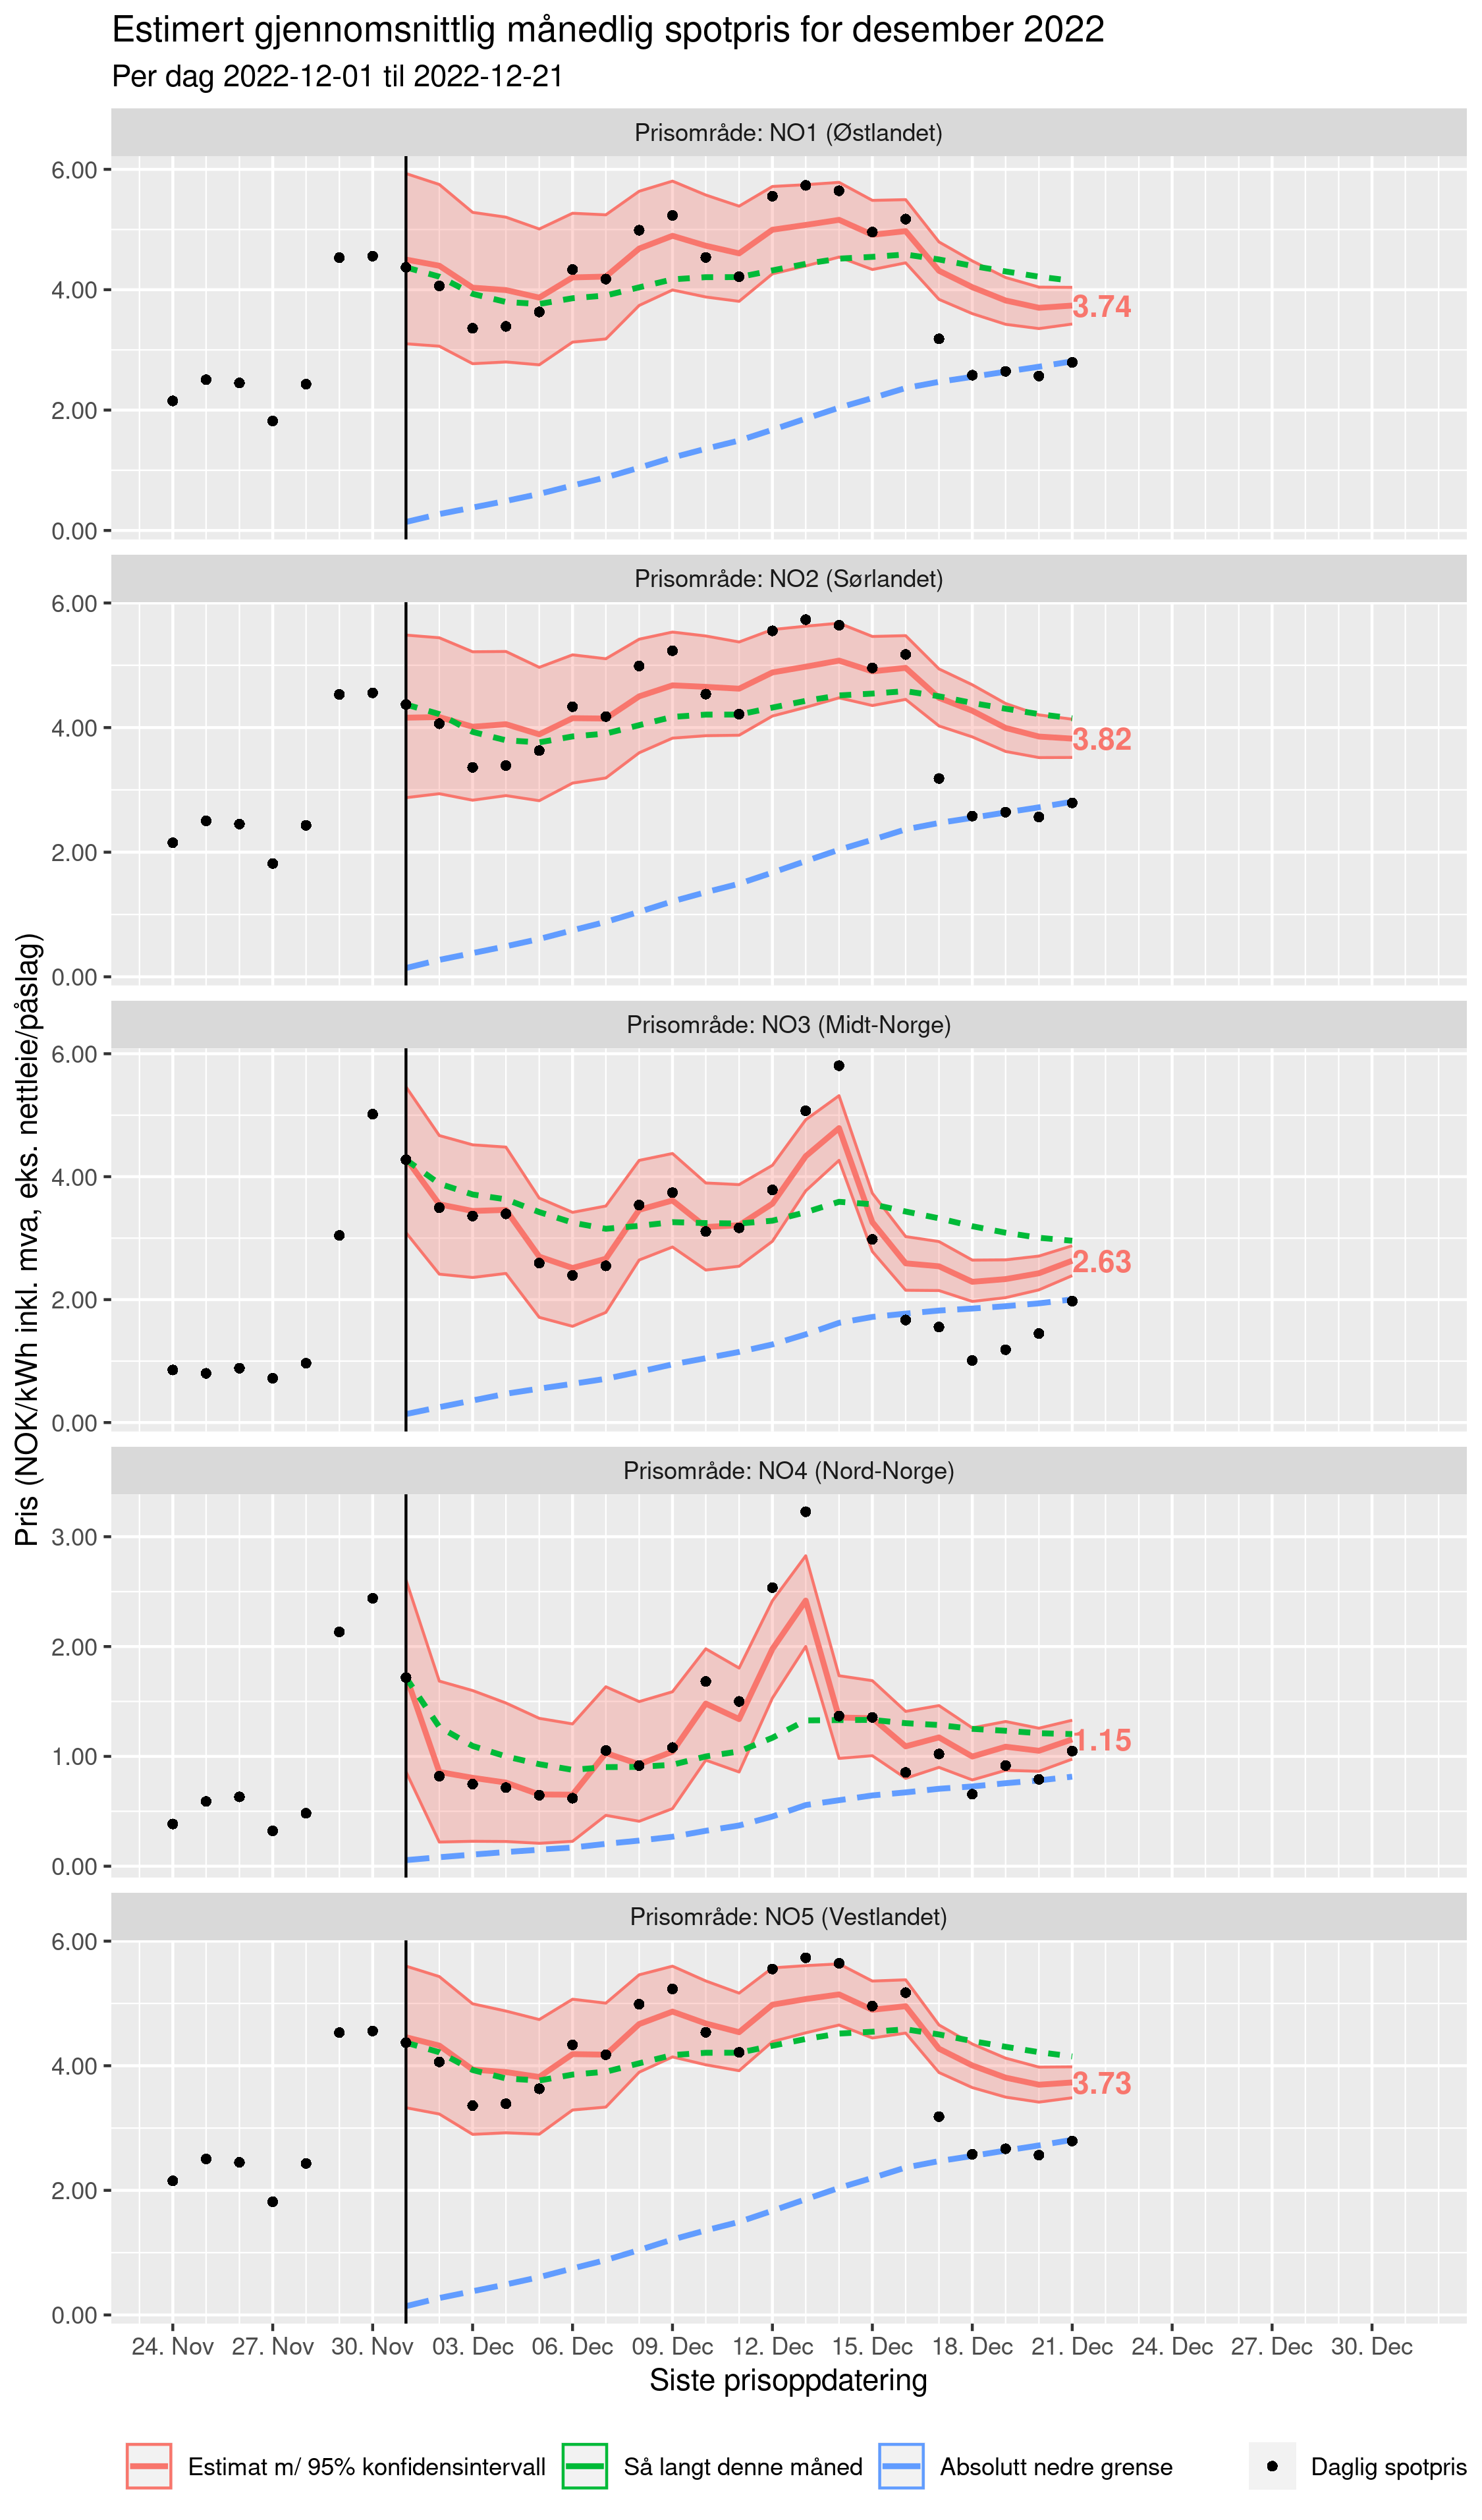 Estimert gjennomsnittlig månedlig spotpris for desember 2022
Per dag 2022-12-01 til 2022-12-21
Pris (NOK/kWh inkl. mva, eks. nettleie/påslag)
Prisområde: NO1 (Østlandet)
6.00
4.00
2.00
0.00
3.74
Prisområde: NO2 (Sørlandet)
6.00
4.00
2.00
0.00
3.82
Prisområde: NO3 (Midt-Norge)
6.00
4.00
2.00
0.00
2.63
Prisområde: NO4 (Nord-Norge)
3.00
2.00
1.00
0.00
1.15
Prisområde: NO5 (Vestlandet)
6.00
4.00
2.00
0.00
3.73
24. Nov 27. Nov 30. Nov 03. Dec 06. Dec 09. Dec 12. Dec 15. Dec 18. Dec 21. Dec 24. Dec 27. Dec 30. Dec
Siste prisoppdatering
Estimat m/ 95% konfidensintervall Så langt denne måned Absolutt nedre grense Daglig spotpris